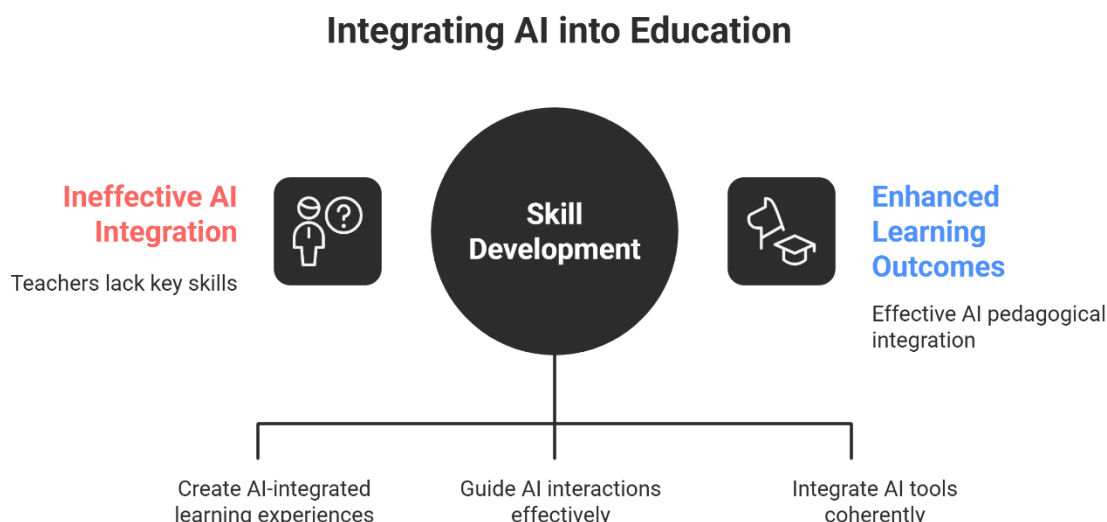 Integrating AI into Education
Ineffective AI
Integration
Teachers lack key skills
?
Skill
Development
Enhanced
Learning
Outcomes
Effective AI pedagogical
integration
Create AI-integrated
learning experiences
Guide AI interactions
effectively
Integrate AI tools
coherently